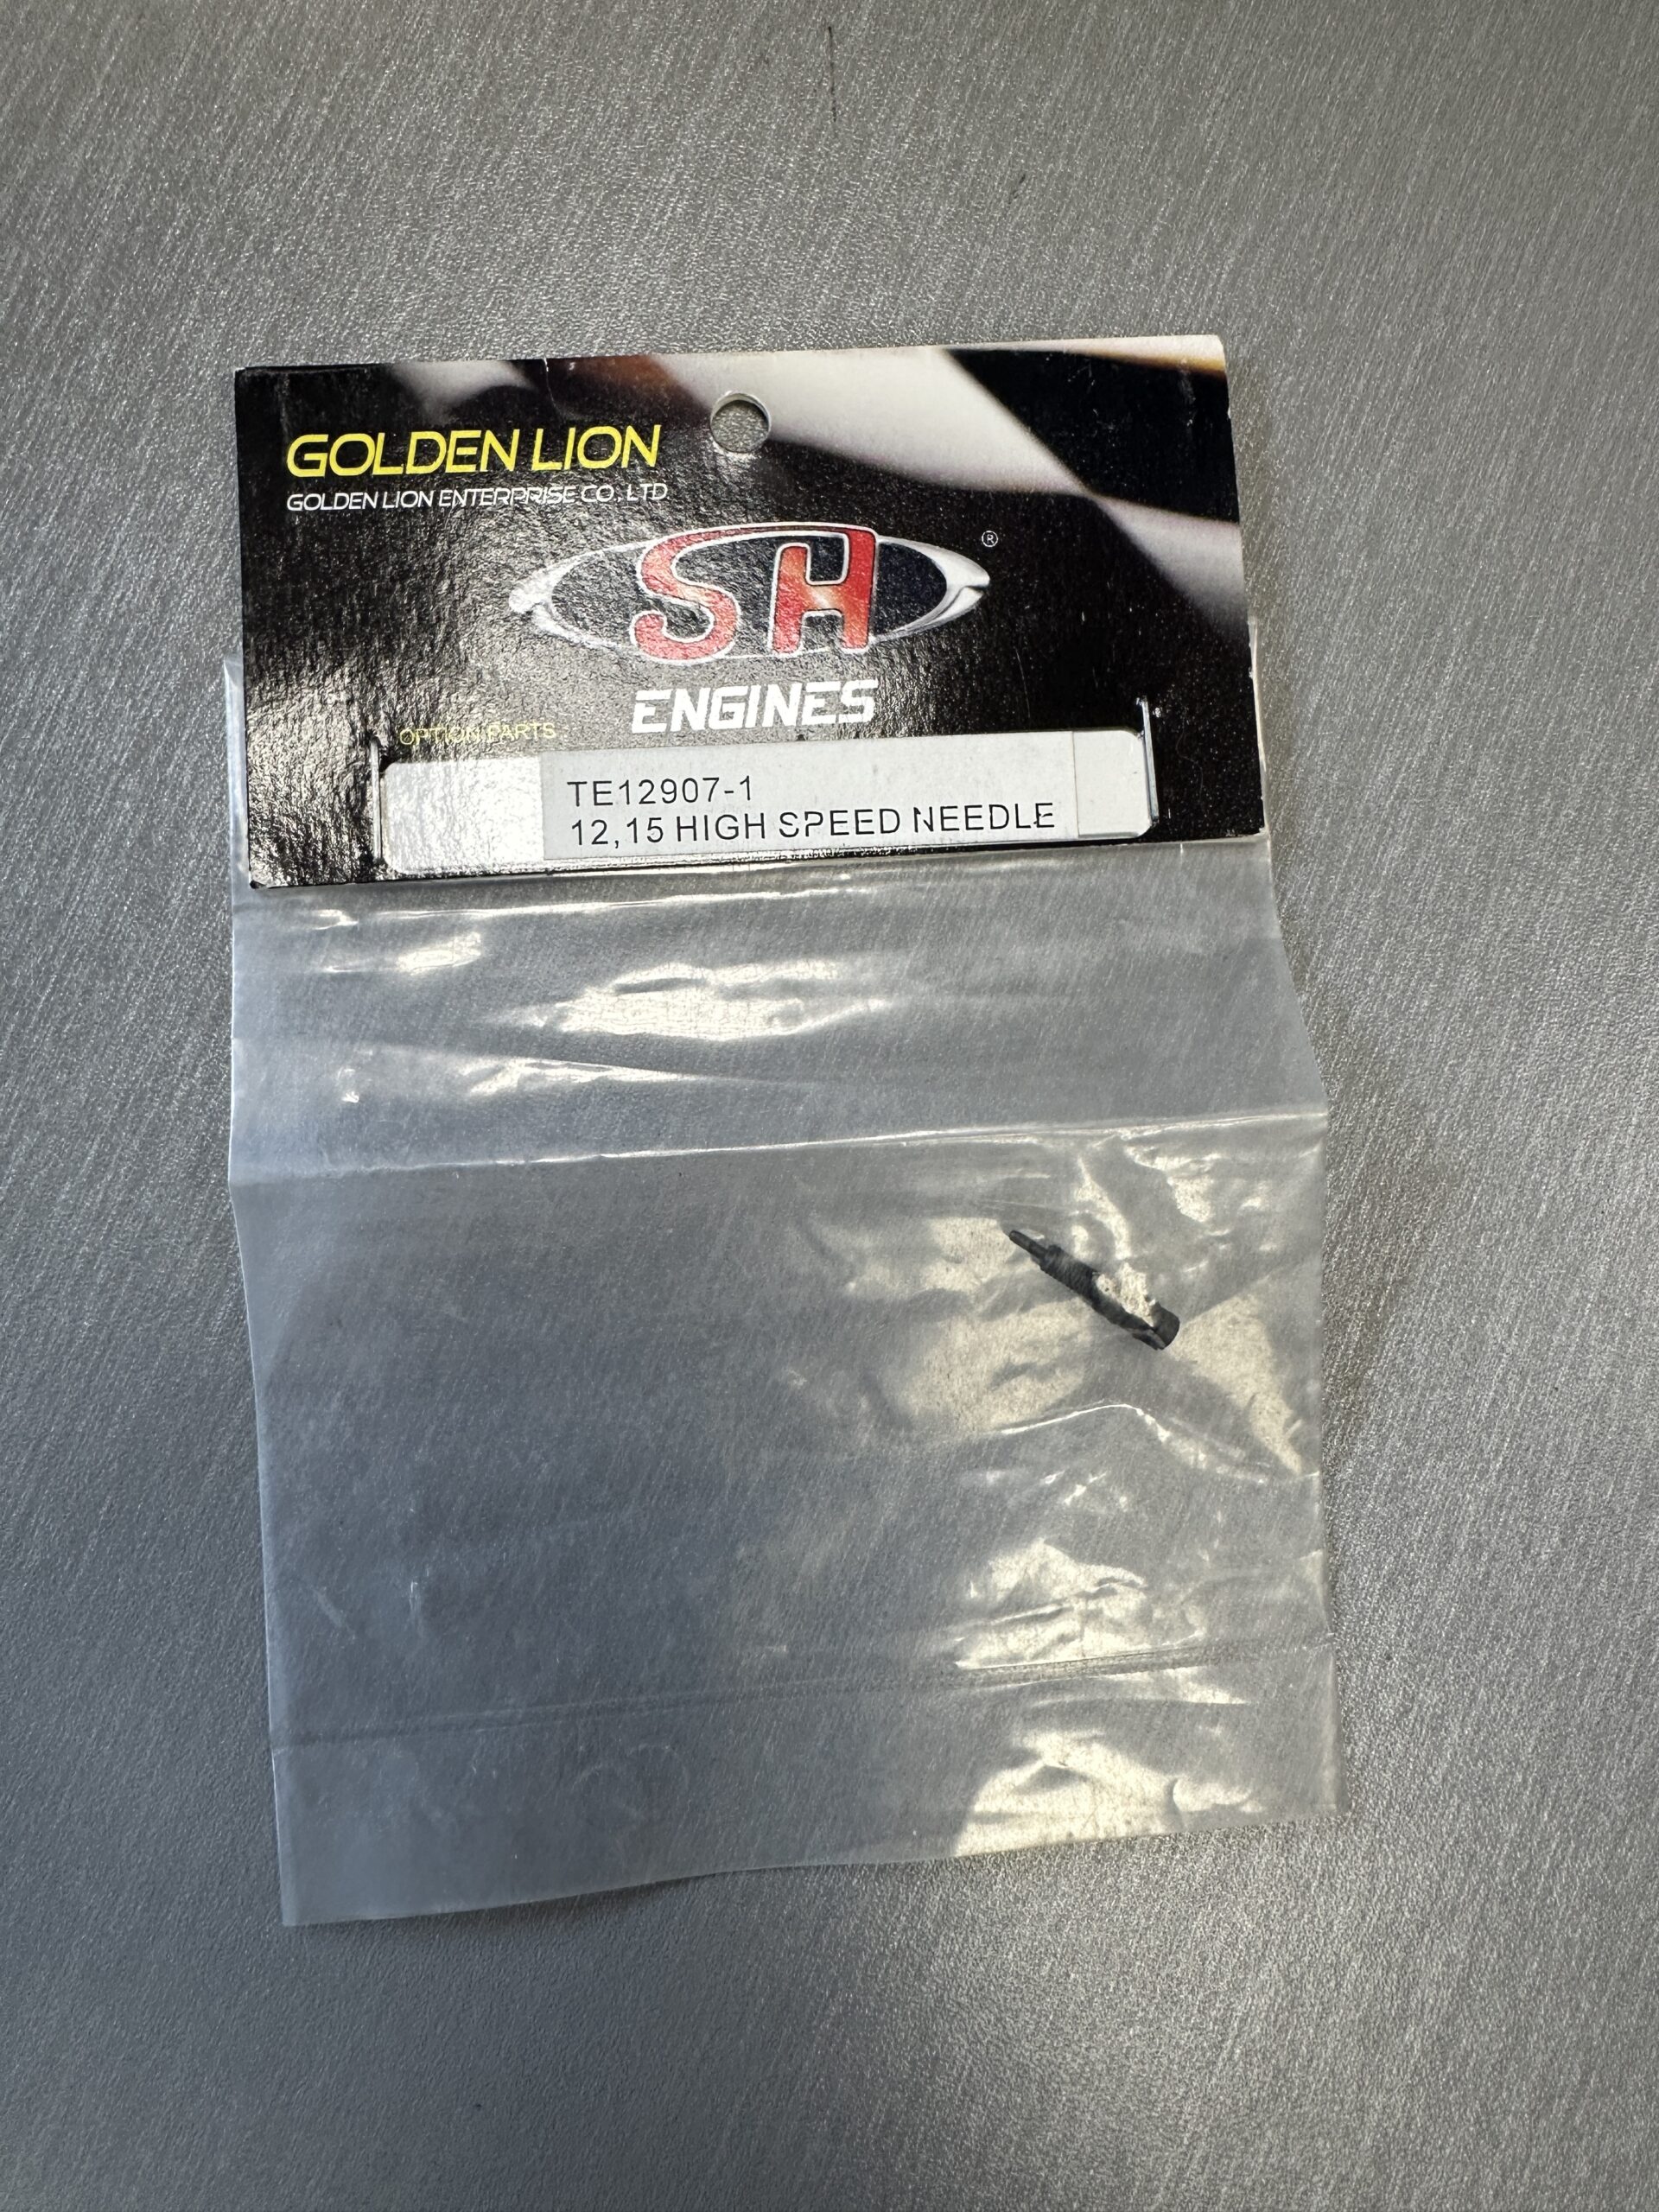 GOLDEN LION
GOLDEN LION ENTERPRISE CO. LTD
SH ®
ENGINES
OPTION PARTS
TE12907-1
12,15 HIGH SPEED NEEDLE